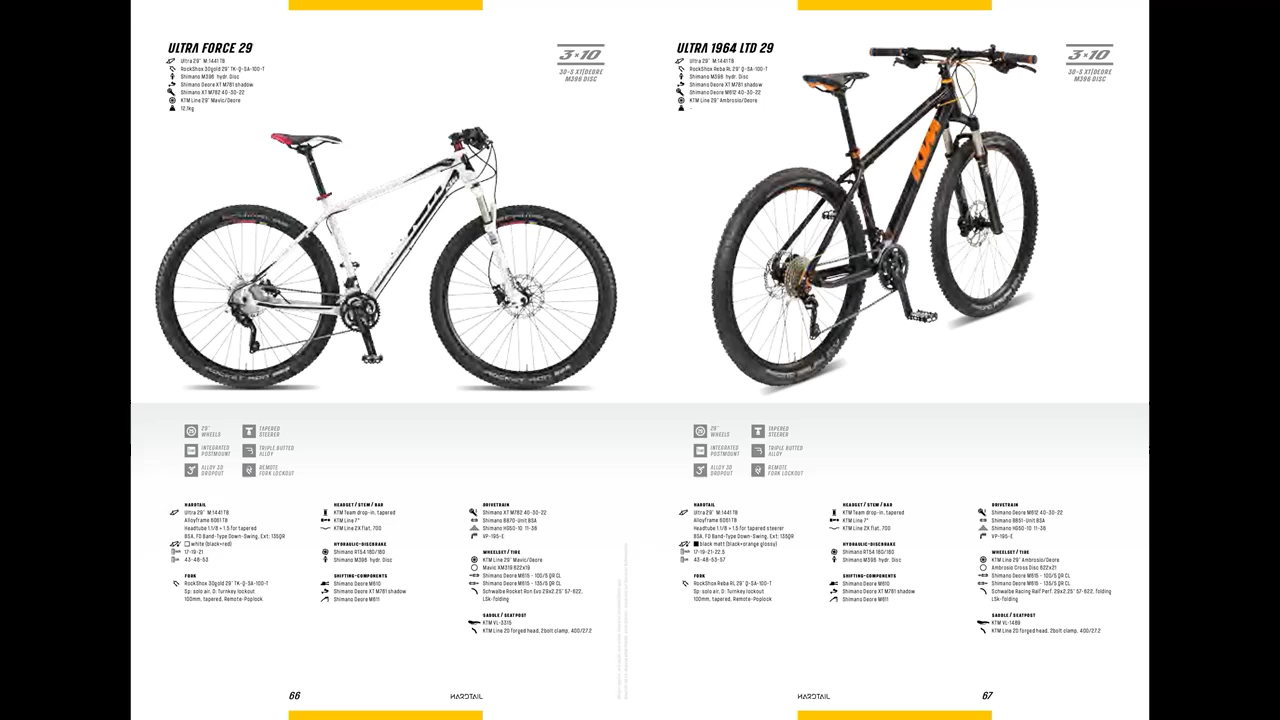 ULTRA FORCE 29
Ultra 29" M:1441 TB
RockShox 30gold 29" TK-Q-SA-100-T
Shimano M396 hydr. Disc
Shimano Deore XT M781 shadow
Shimano XT M782 40-30-22
KTM Line 29" Mavic/Deore
12,1kg
3×10
30-S XT|DEORE
M396 DISC
29"
WHEELS
TAPERED
STEERER
INTEGRATED
POSTMOUNT
TRIPLE BUTTED
ALLOY
ALLOY 3D
DROPOUT
REMOTE
FORK LOCKOUT
HARDTAIL
Ultra 29" M:1441 TB
Alloyframe 6061 TB
Headtube 1.1/8 > 1.5 for tapered
BSA, FD Band-Type Down-Swing, Ext: 135QR
white (black+red)
17-19-21
43-48-53
FORK
RockShox 30gold 29" TK-Q-SA-100-T
Sp: solo air, D: Turnkey lockout
100mm, tapered, Remote-Poplock
HEADSET / STEM / BAR
KTM Team drop-in, tapered
KTM Line 7°
KTM Line 2X flat, 700
HYDRAULIC-DISCBRAKE
Shimano RT54 180/180
Shimano M396 hydr. Disc
SHIFTING-COMPONENTS
Shimano Deore M610
Shimano Deore XT M781 shadow
Shimano Deore M611
DRIVETRAIN
Shimano XT M782 40-30-22
Shimano BB70-Unit BSA
Shimano HG50-10 11-36
VP-195-E
WHEELSET / TIRE
KTM Line 29" Mavic/Deore
Mavic XM319 622x19
Shimano Deore M615 - 100/5 QR CL
Shimano Deore M615 - 135/5 QR CL
Schwalbe Rocket Ron Evo 29x2.25" 57-622,
LSk-folding
SADDLE / SEATPOST
KTM VL-3315
KTM Line 2D forged head, 2bolt clamp, 400/27.2
66
HARDTAIL
ULTRA 1964 LTD 29
Ultra 29" M:1441 TB
RockShox Reba RL 29" Q-SA-100-T
Shimano M396 hydr. Disc
Shimano Deore XT M781 shadow
Shimano Deore M612 40-30-22
KTM Line 29" Ambrosio/Deore
-
3×10
30-S XT|DEORE
M396 DISC
KTM
29"
WHEELS
TAPERED
STEERER
INTEGRATED
POSTMOUNT
TRIPLE BUTTED
ALLOY
ALLOY 3D
DROPOUT
REMOTE
FORK LOCKOUT
HARDTAIL
Ultra 29" M:1441 TB
Alloyframe 6061 TB
Headtube 1.1/8 > 1.5 for tapered steerer
BSA, FD Band-Type Down-Swing, Ext: 135QR
black matt (black+orange glossy)
17-19-21-22.5
43-48-53-57
FORK
RockShox Reba RL 29" Q-SA-100-T
Sp: solo air, D: Turnkey lockout
100mm, tapered, Remote-Poplock
HEADSET / STEM / BAR
KTM Team drop-in, tapered
KTM Line 7°
KTM Line 2X flat, 700
HYDRAULIC-DISCBRAKE
Shimano RT54 160/160
Shimano M396 hydr. Disc
SHIFTING-COMPONENTS
Shimano Deore M610
Shimano Deore XT M781 shadow
Shimano Deore M611
DRIVETRAIN
Shimano Deore M612 40-30-22
Shimano BB51-Unit BSA
Shimano HG50-10 11-36
VP-195-E
WHEELSET / TIRE
KTM Line 29" Ambrosio/Deore
Ambrosio Cross Disc 622x21
Shimano Deore M615 - 100/5 QR CL
Shimano Deore M615 - 135/5 QR CL
Schwalbe Racing Ralf Perf. 29x2.25" 57-622, folding
LSk-folding
SADDLE / SEATPOST
KTM VL-1489
KTM Line 2D forged head, 2bolt clamp, 400/27.2
HARDTAIL
67